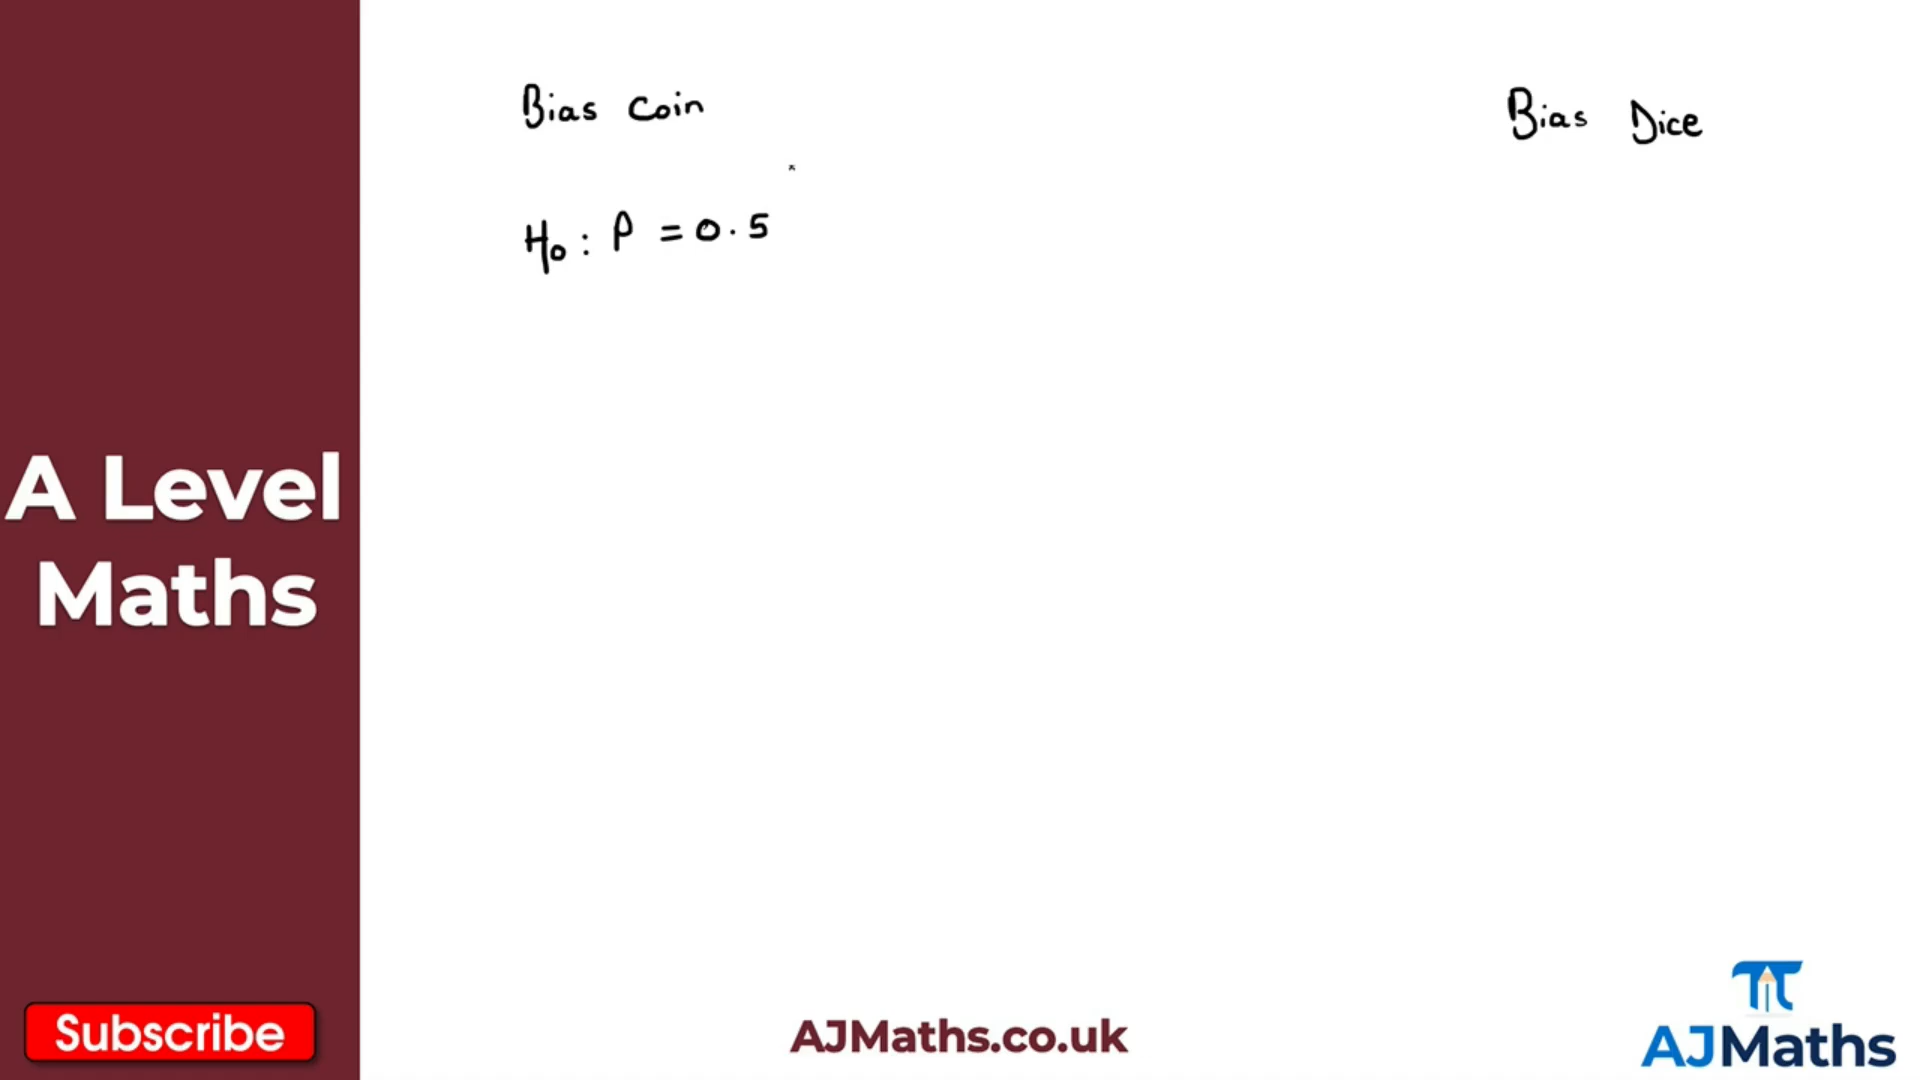 Bias Coin
Bias Dice
H₀ : P = 0.5
A Level
Maths
Subscribe
AJMaths.co.uk
AJMaths